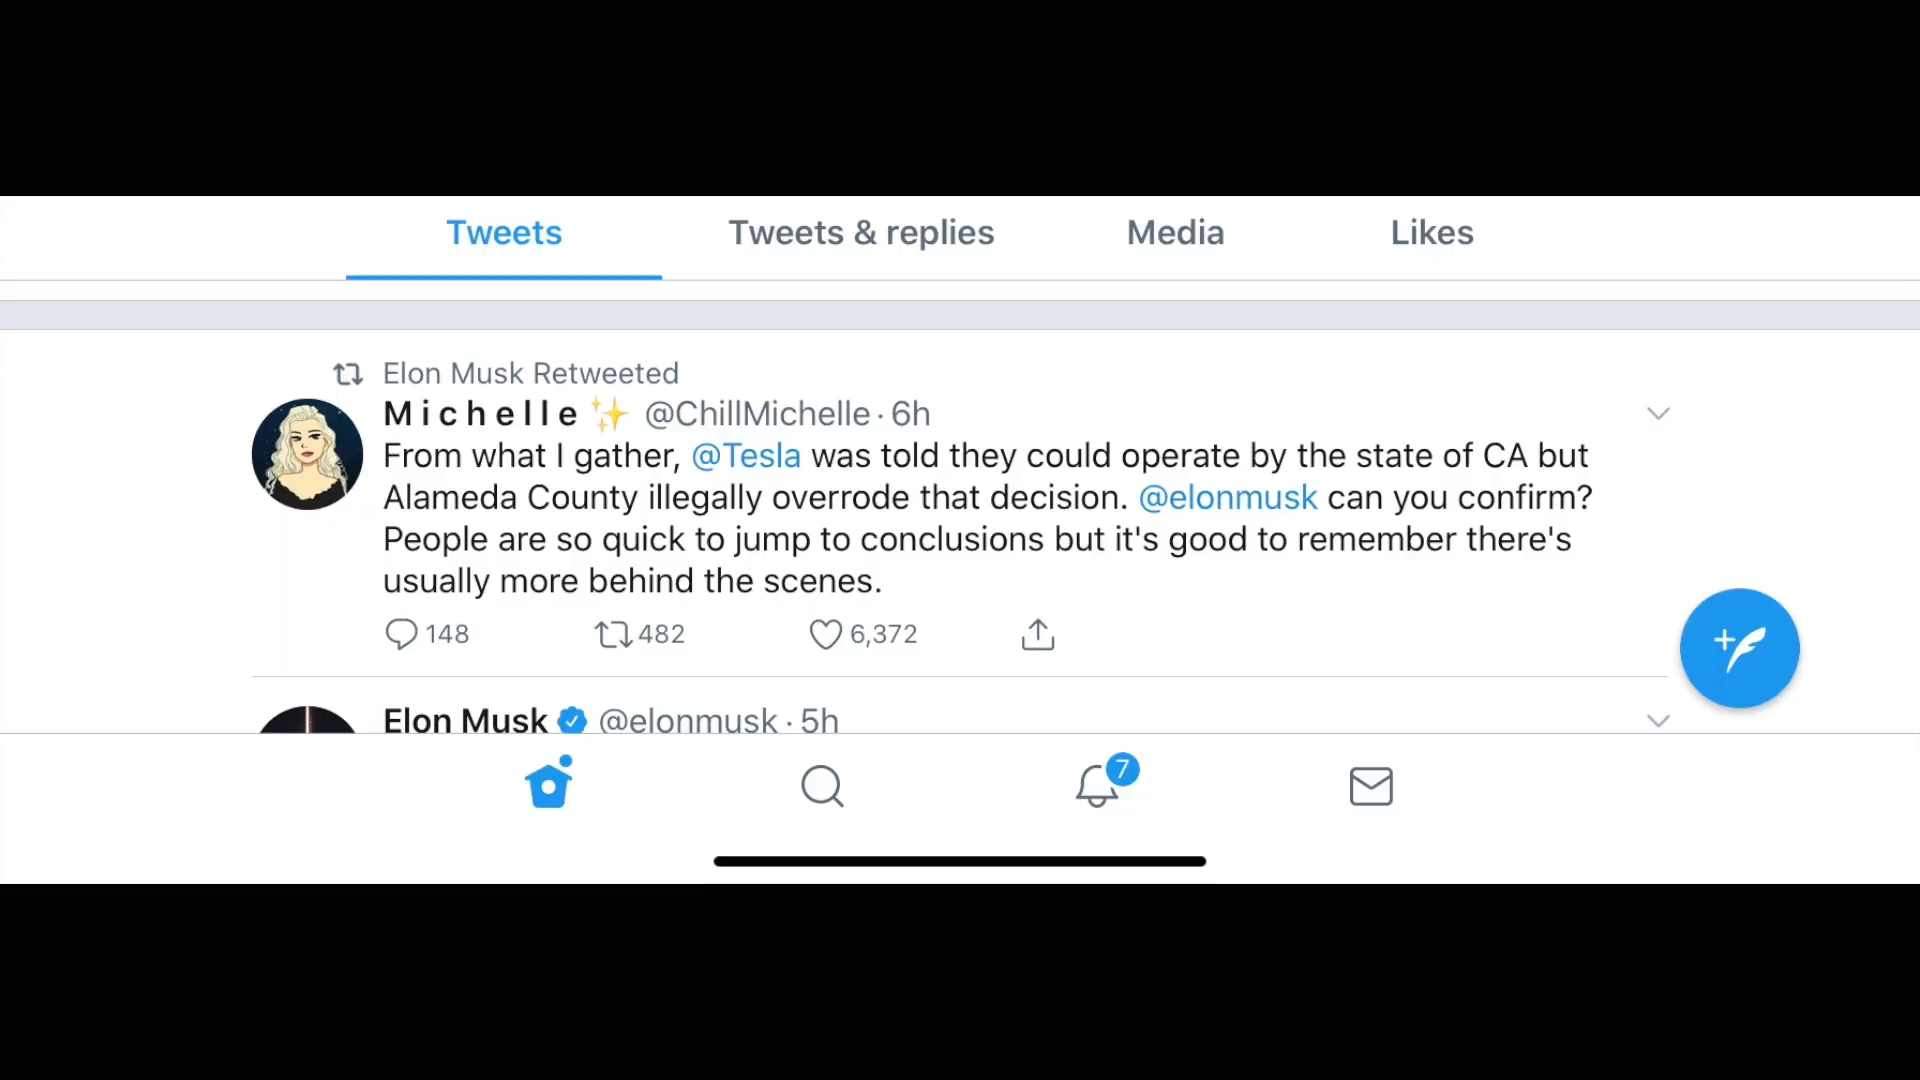 Tweets Tweets & replies Media Likes
Elon Musk Retweeted
Michelle ✨ @ChillMichelle · 6h
From what I gather, @Tesla was told they could operate by the state of CA but
Alameda County illegally overrode that decision. @elonmusk can you confirm?
People are so quick to jump to conclusions but it's good to remember there's
usually more behind the scenes.
148 482 6,372
Elon Musk @elonmusk · 5h
7